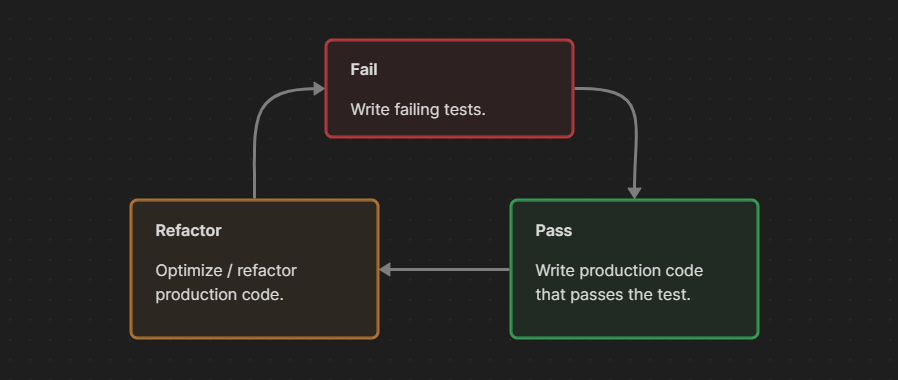 Fail
Write failing tests.
Refactor
Optimize / refactor
production code.
Pass
Write production code
that passes the test.